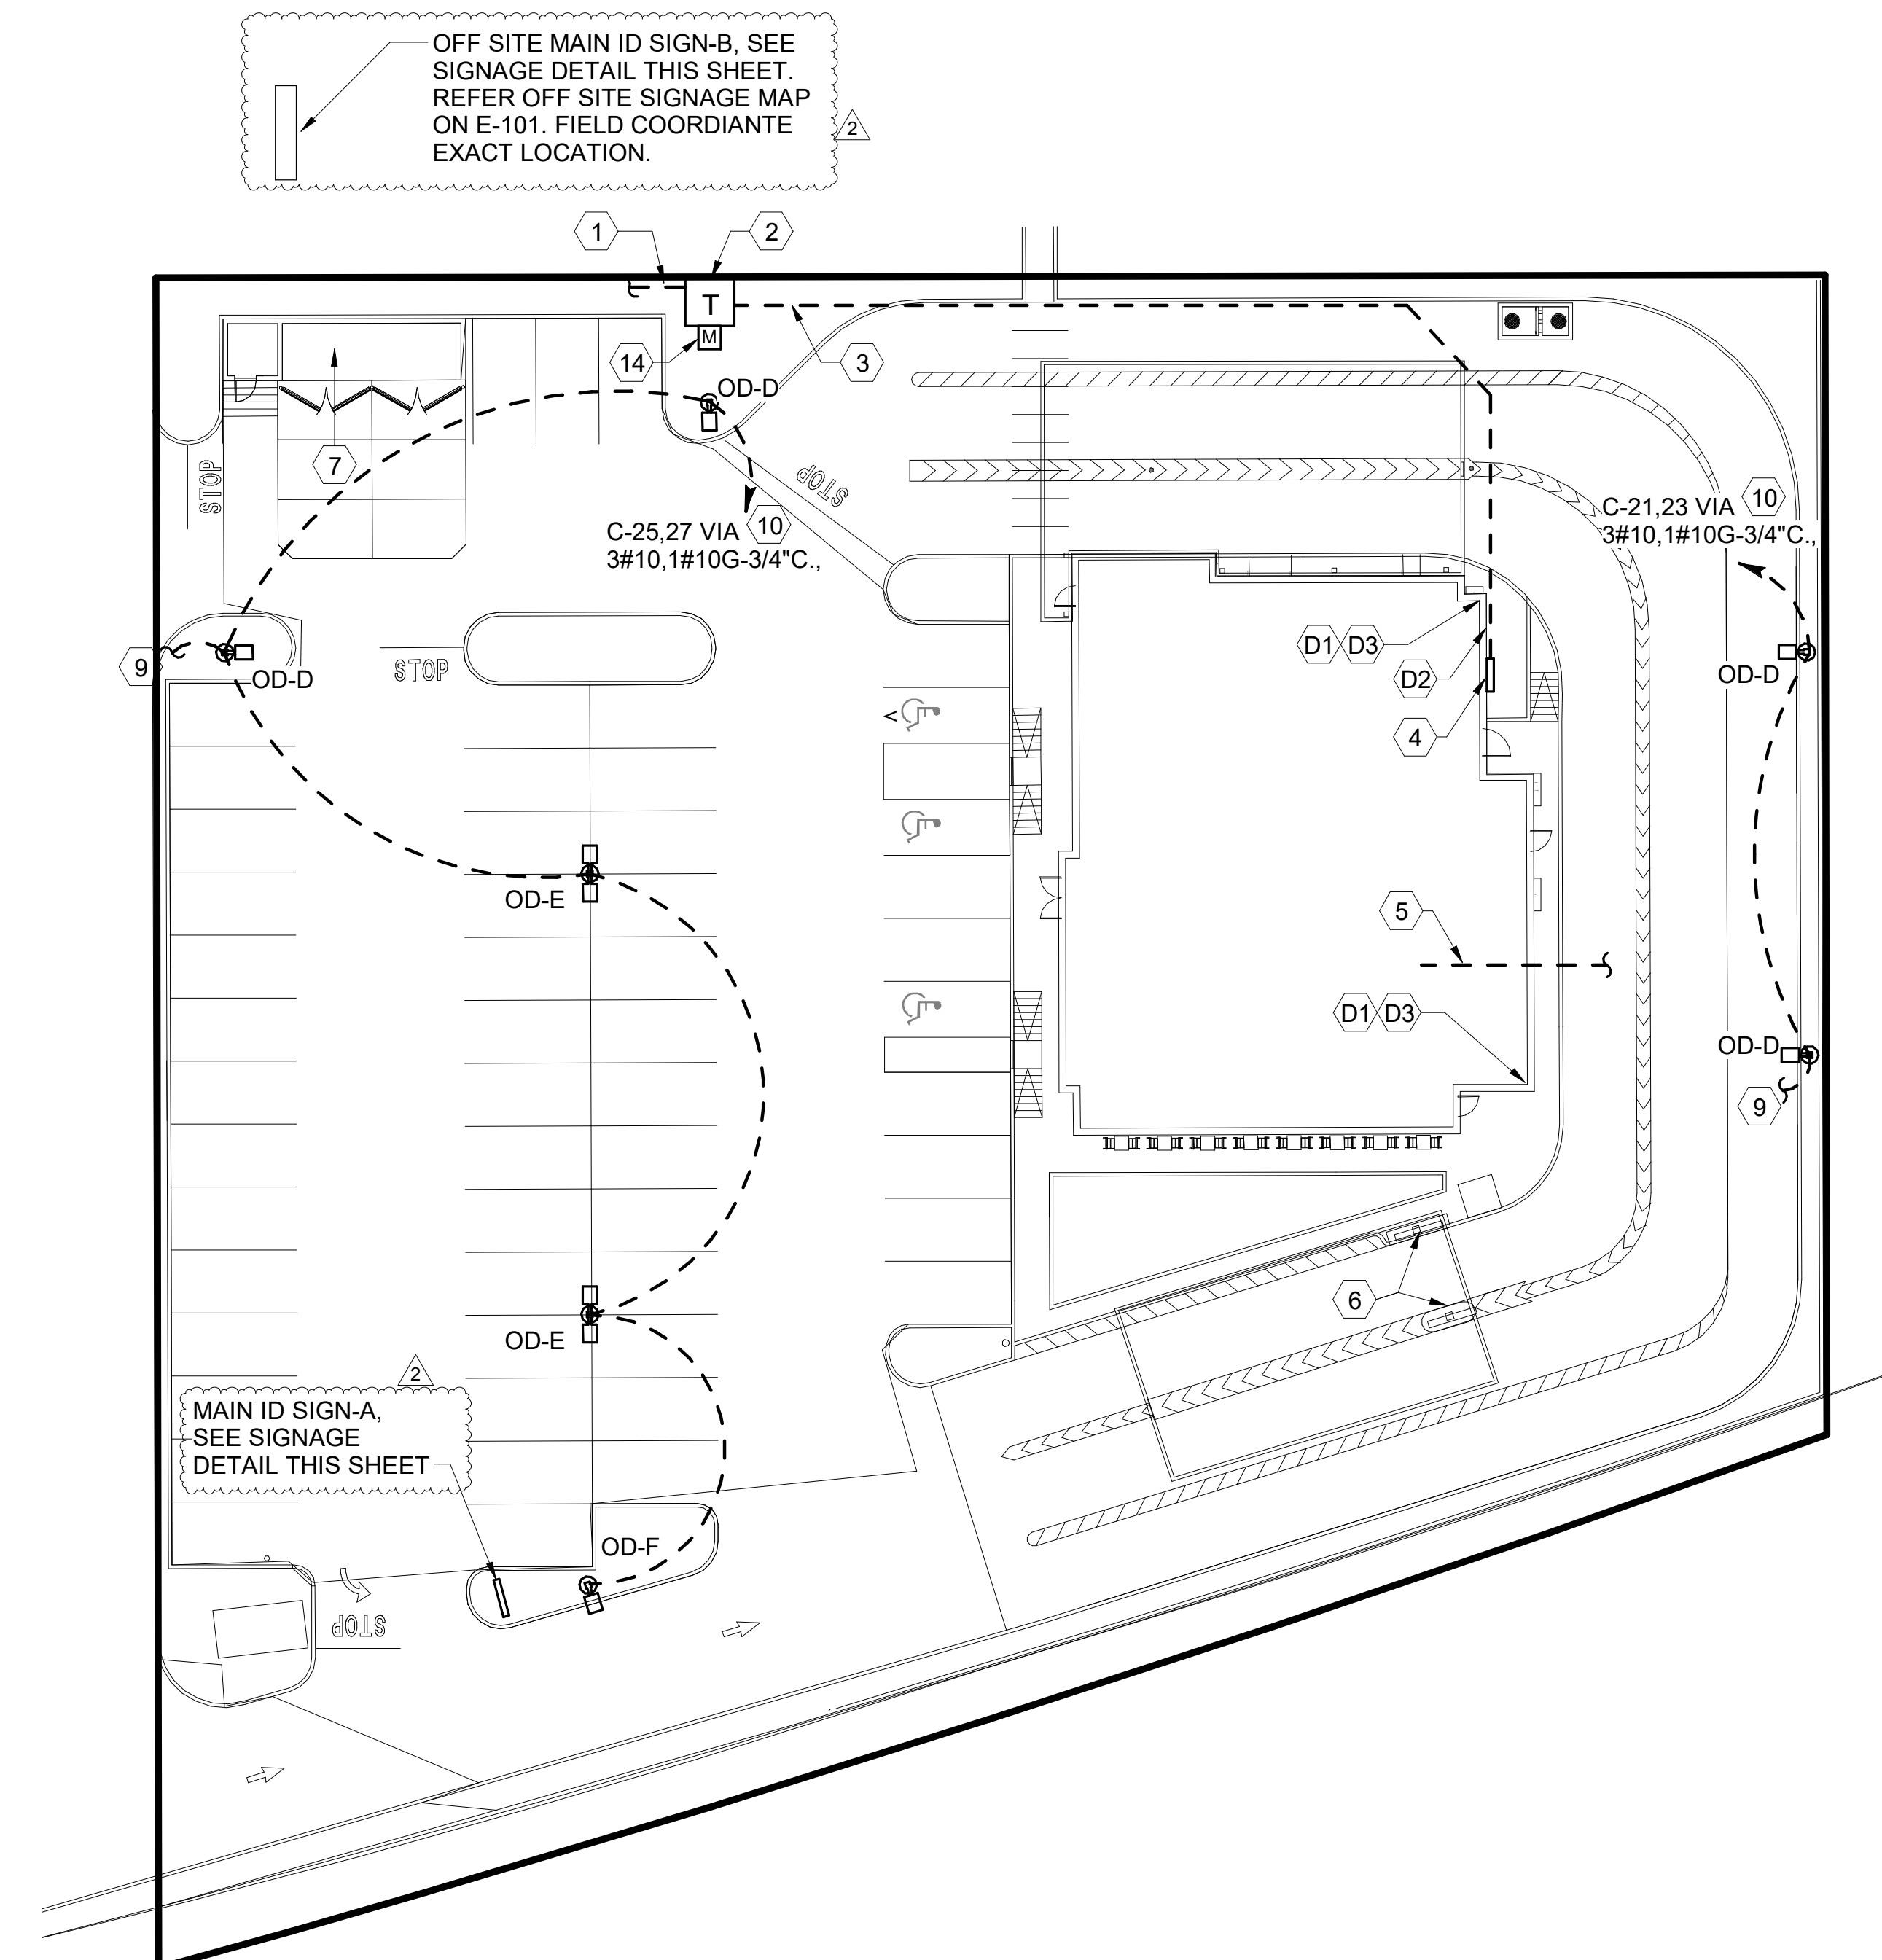 OFF SITE MAIN ID SIGN-B, SEE
SIGNAGE DETAIL THIS SHEET.
REFER OFF SITE SIGNAGE MAP
ON E-101. FIELD COORDIANTE
EXACT LOCATION.
2
1
2
T
M
14
3
OD-D
7
STOP
STOP
C-25,27 VIA
3#10,1#10G-3/4"C.,
10
C-21,23 VIA
3#10,1#10G-3/4"C.,
10
D1
D3
D2
4
9
OD-D
STOP
OD-D
OD-E
5
D1
D3
OD-D
9
6
OD-E
2
MAIN ID SIGN-A,
SEE SIGNAGE
DETAIL THIS SHEET
OD-F
STOP